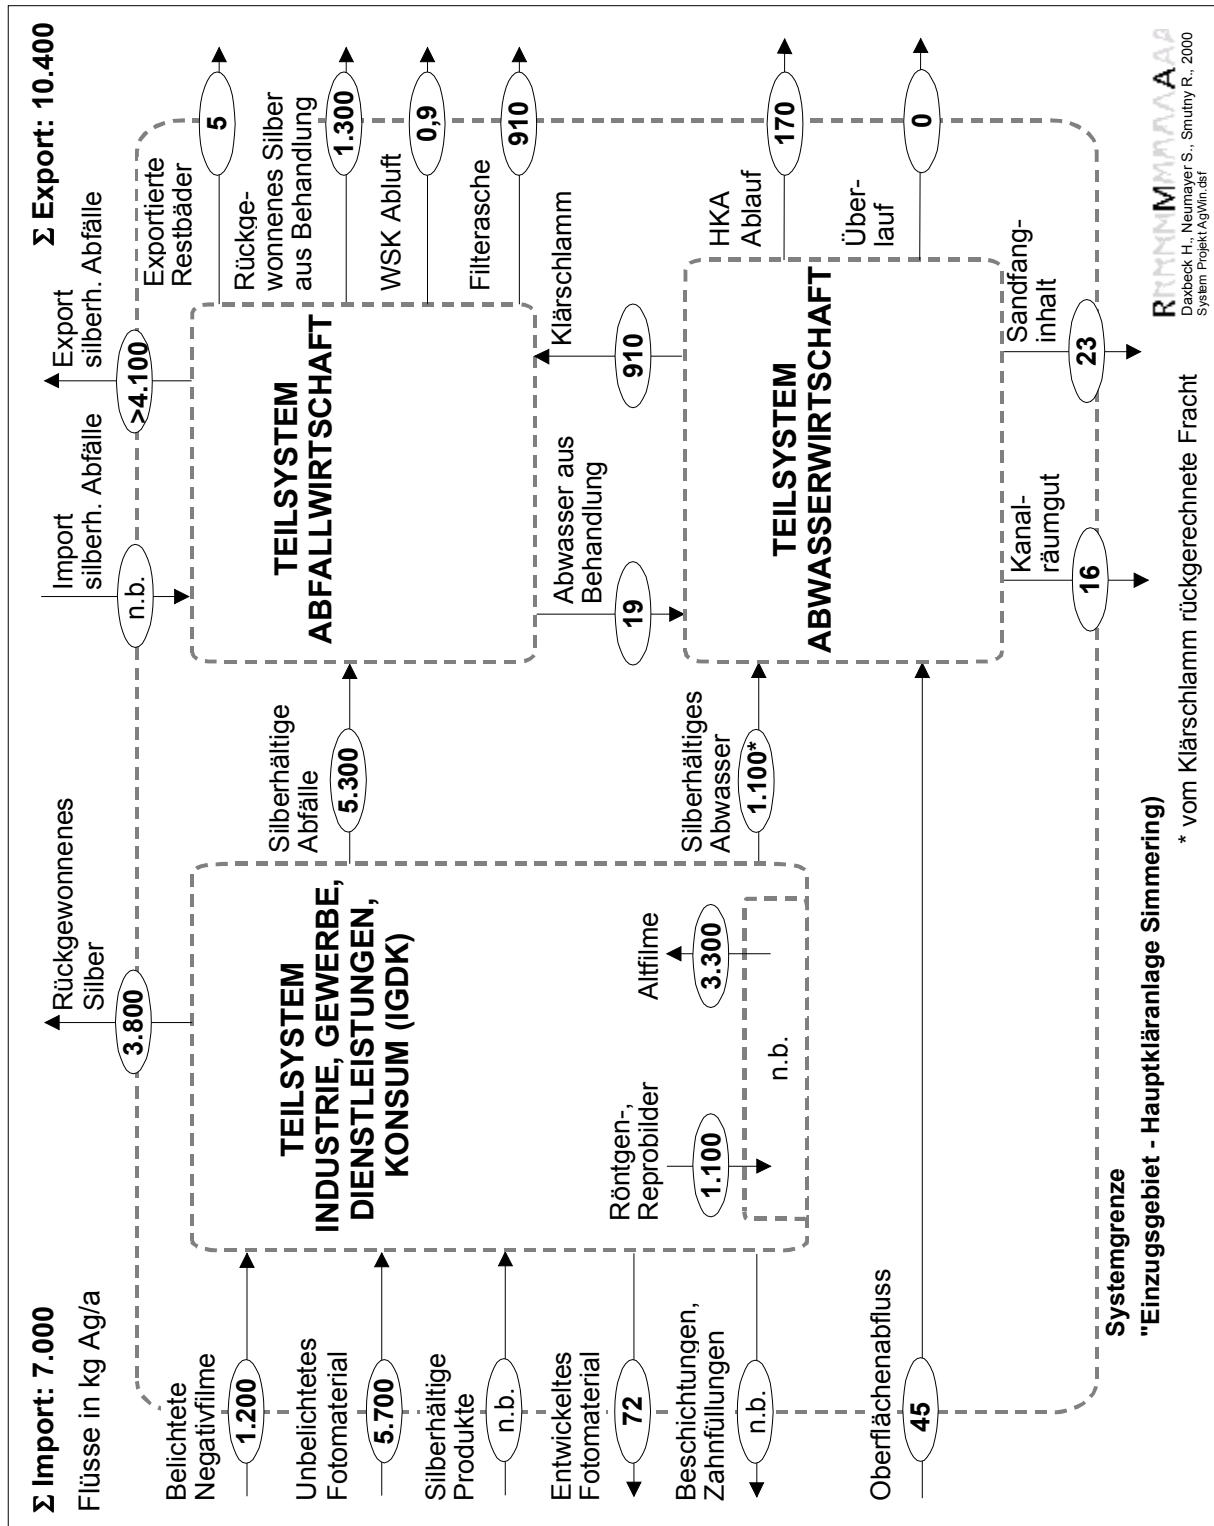 Σ Import: 7.000
Σ Export: 10.400
Flüsse in kg Ag/a
Rückgewonnenes
Silber
3.800
Import
silberh. Abfälle
n.b.
Export
silberh. Abfälle
>4.100
Belichtete
Negativfilme
1.200
Unbelichtetes
Fotomaterial
5.700
Silberhältige
Produkte
n.b.
Entwickeltes
Fotomaterial
72
Beschichtungen,
Zahnfüllungen
n.b.
Oberflächenabfluss
45
TEILSYSTEM
INDUSTRIE, GEWERBE,
DIENSTLEISTUNGEN,
KONSUM (IGDK)
Röntgen-,
Reprobilder
1.100
Altfilme
3.300
n.b.
Silberhältige
Abfälle
5.300
Silberhältiges
Abwasser
1.100*
TEILSYSTEM
ABFALLWIRTSCHAFT
Abwasser aus
Behandlung
19
Klärschlamm
910
TEILSYSTEM
ABWASSERWIRTSCHAFT
Exportierte
Restbäder
5
Rückge-
wonnenes Silber
aus Behandlung
1.300
WSK Abluft
0,9
Filterasche
910
HKA
Ablauf
170
Über-
lauf
0
Kanal-
räumgut
16
Sandfang-
inhalt
23
Systemgrenze
"Einzugsgebiet - Hauptkläranlage Simmering)
* vom Klärschlamm rückgerechnete Fracht
Daxbeck H., Neumayer S., Smutny R., 2000
System Projekt AgWin.dsf